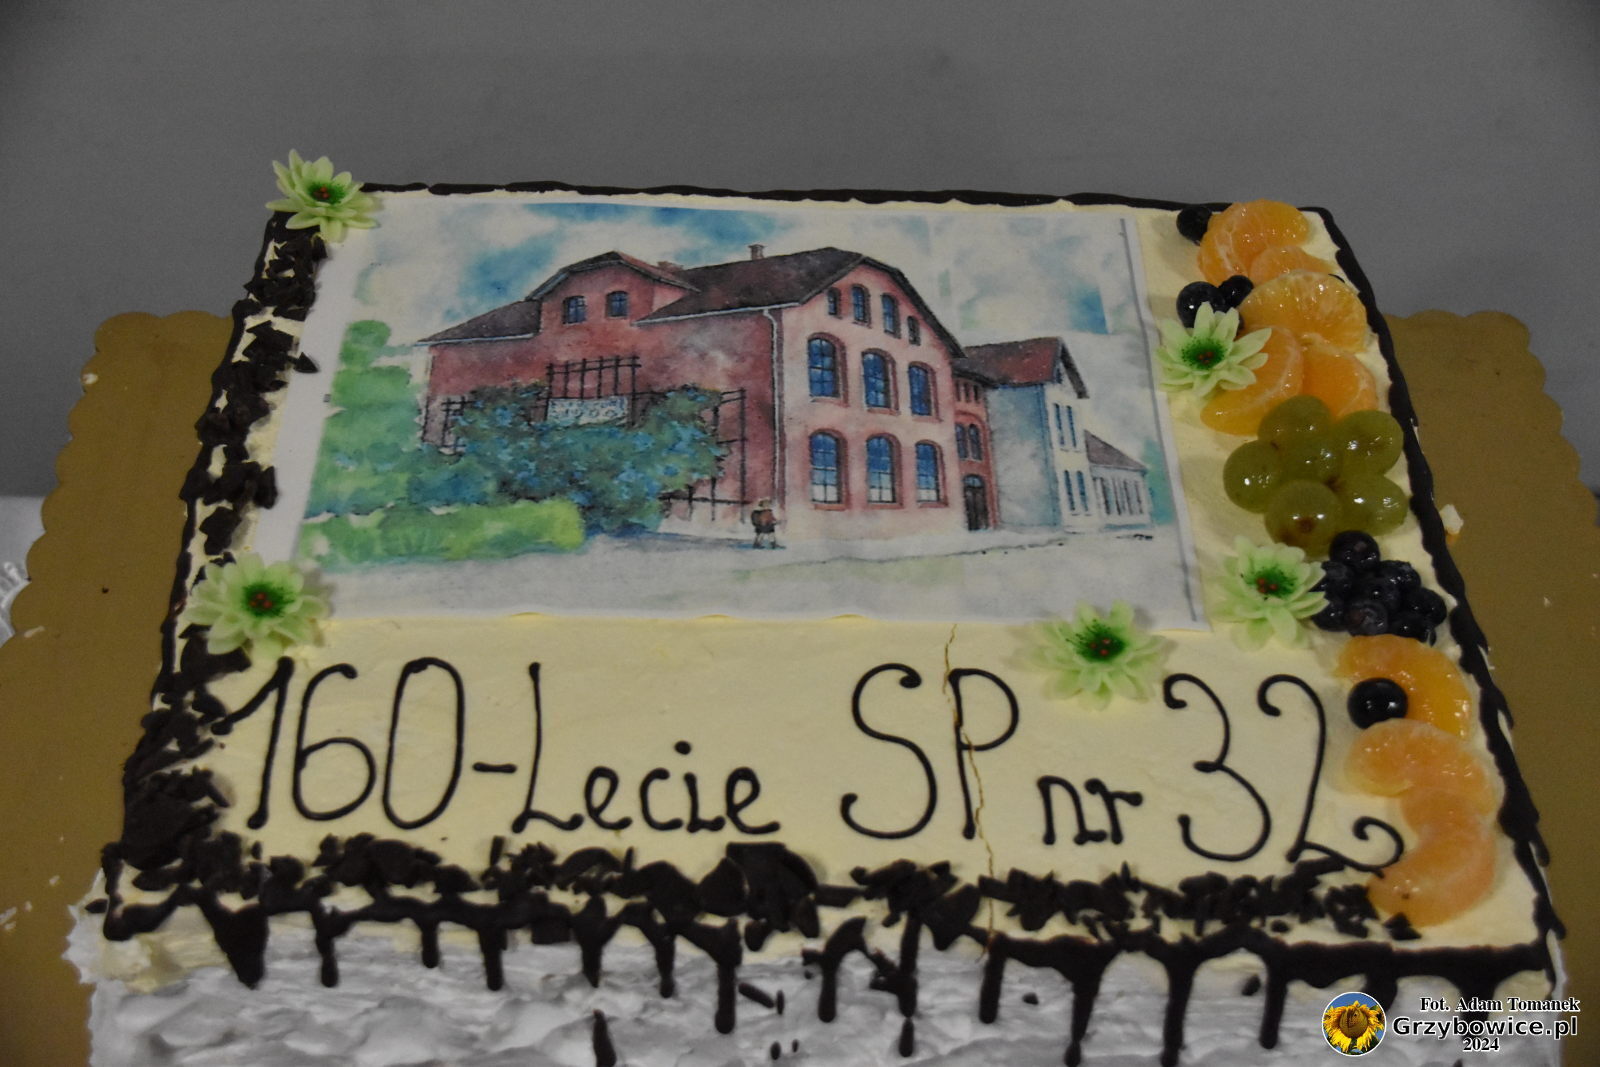 160-Lecie SP nr 32
Fot. Adam Tomanek
Grzybowice.pl
2024